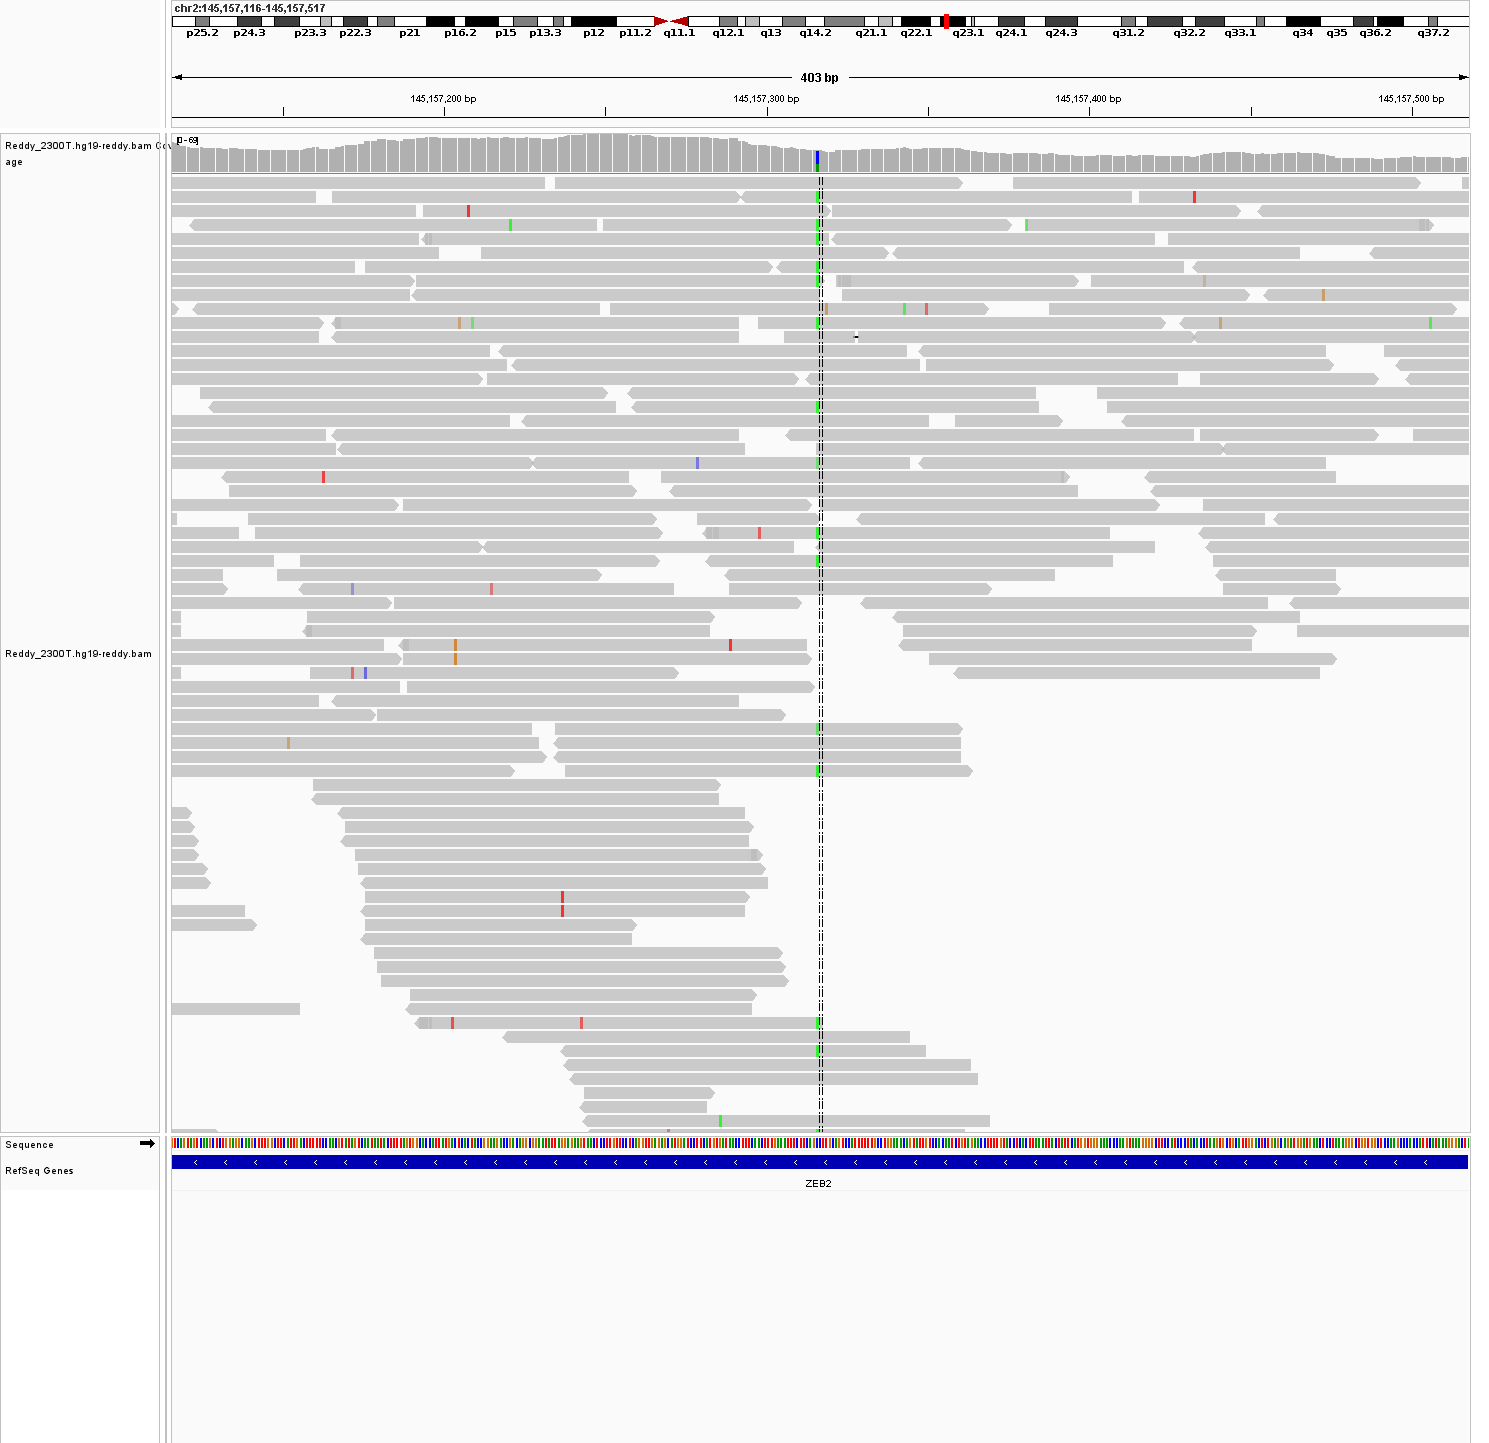 chr2:145,157,116-145,157,517
p25.2 p24.3 p23.3 p22.3 p21 p16.2 p15 p13.3 p12 p11.2 q11.1 q12.1 q13 q14.2 q21.1 q22.1 q23.1 q24.1 q24.3 q31.2 q32.2 q33.1 q34 q35 q36.2 q37.2
403 bp
145,157,200 bp 145,157,300 bp 145,157,400 bp 145,157,500 bp
[0-69]
Reddy_2300T.hg19-reddy.bam Cov
age
Reddy_2300T.hg19-reddy.bam
Sequence
RefSeq Genes
ZEB2